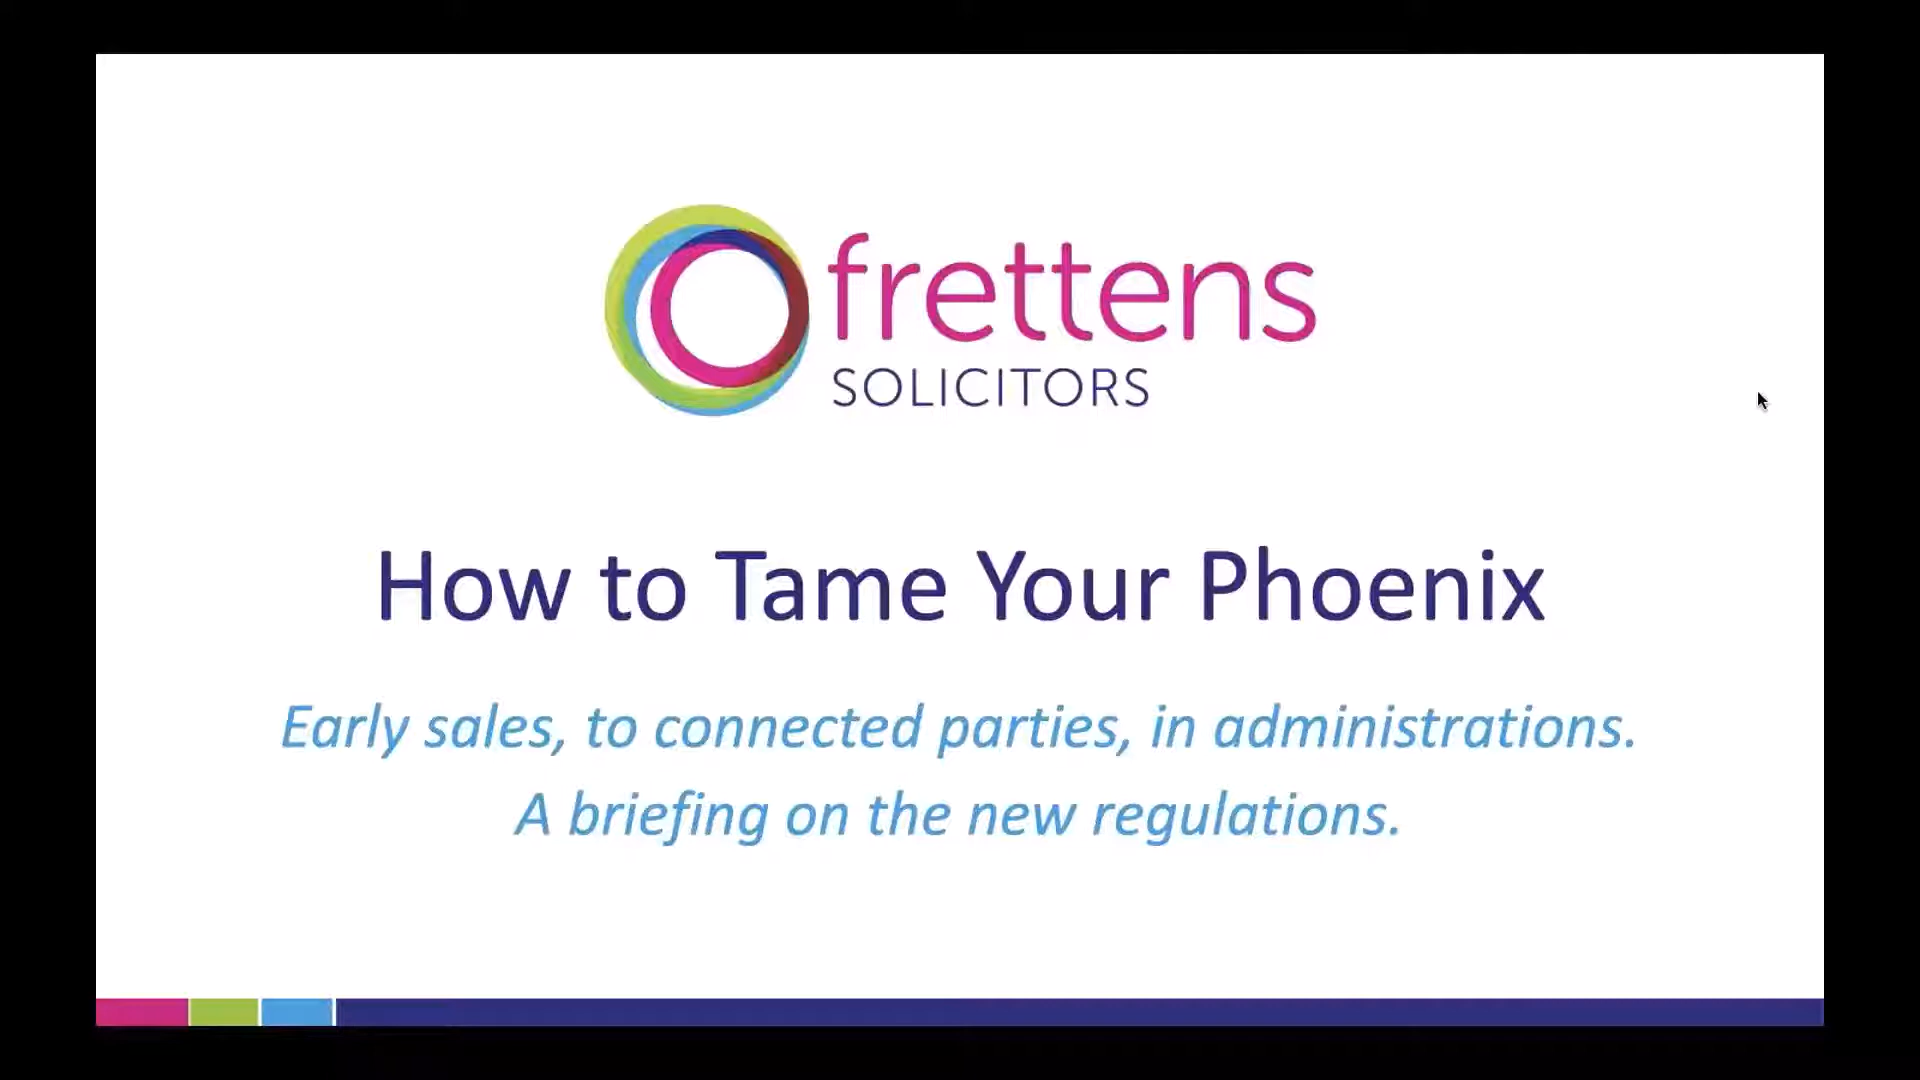 frettens
SOLICITORS
How to Tame Your Phoenix
Early sales, to connected parties, in administrations.
A briefing on the new regulations.